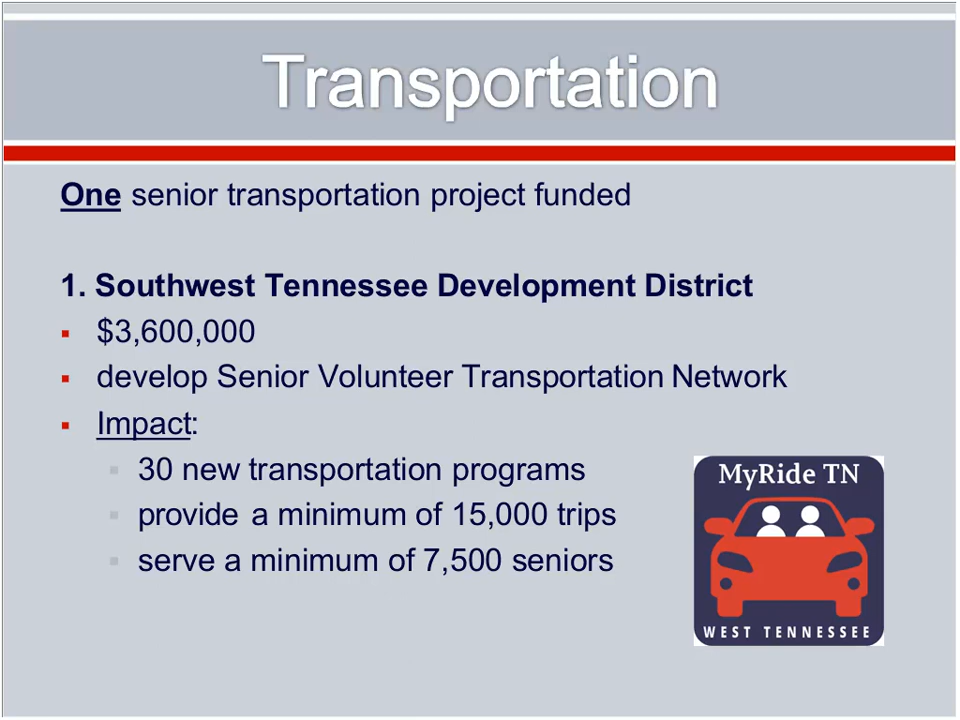 Transportation
One senior transportation project funded
1. Southwest Tennessee Development District
▪ $3,600,000
▪ develop Senior Volunteer Transportation Network
▪ Impact:
▪ 30 new transportation programs
▪ provide a minimum of 15,000 trips
▪ serve a minimum of 7,500 seniors
MyRide TN
WEST TENNESSEE